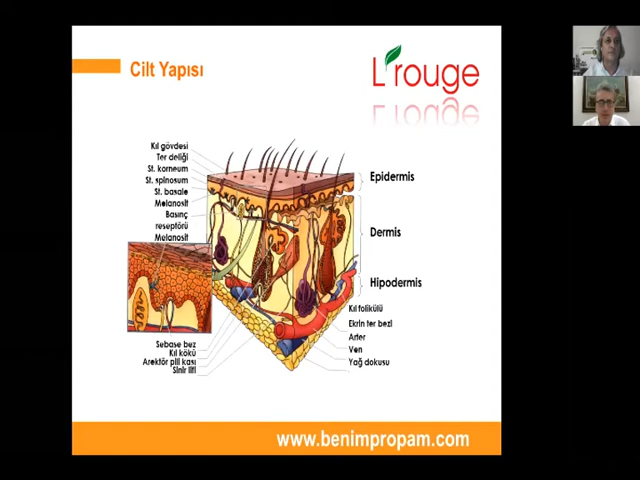 Cilt Yapısı
L'rouge
Kıl gövdesi
Ter deliği
St. korneum
St. spinosum
St. basale
Melanosit
Basınç
reseptörü
Melanosit
Epidermis
Dermis
Hipodermis
Kıl folikülü
Ekrin ter bezi
Arter
Ven
Yağ dokusu
Sebase bez
Kıl kökü
Arektör pili kası
Sinir lifi
www.benimpropam.com